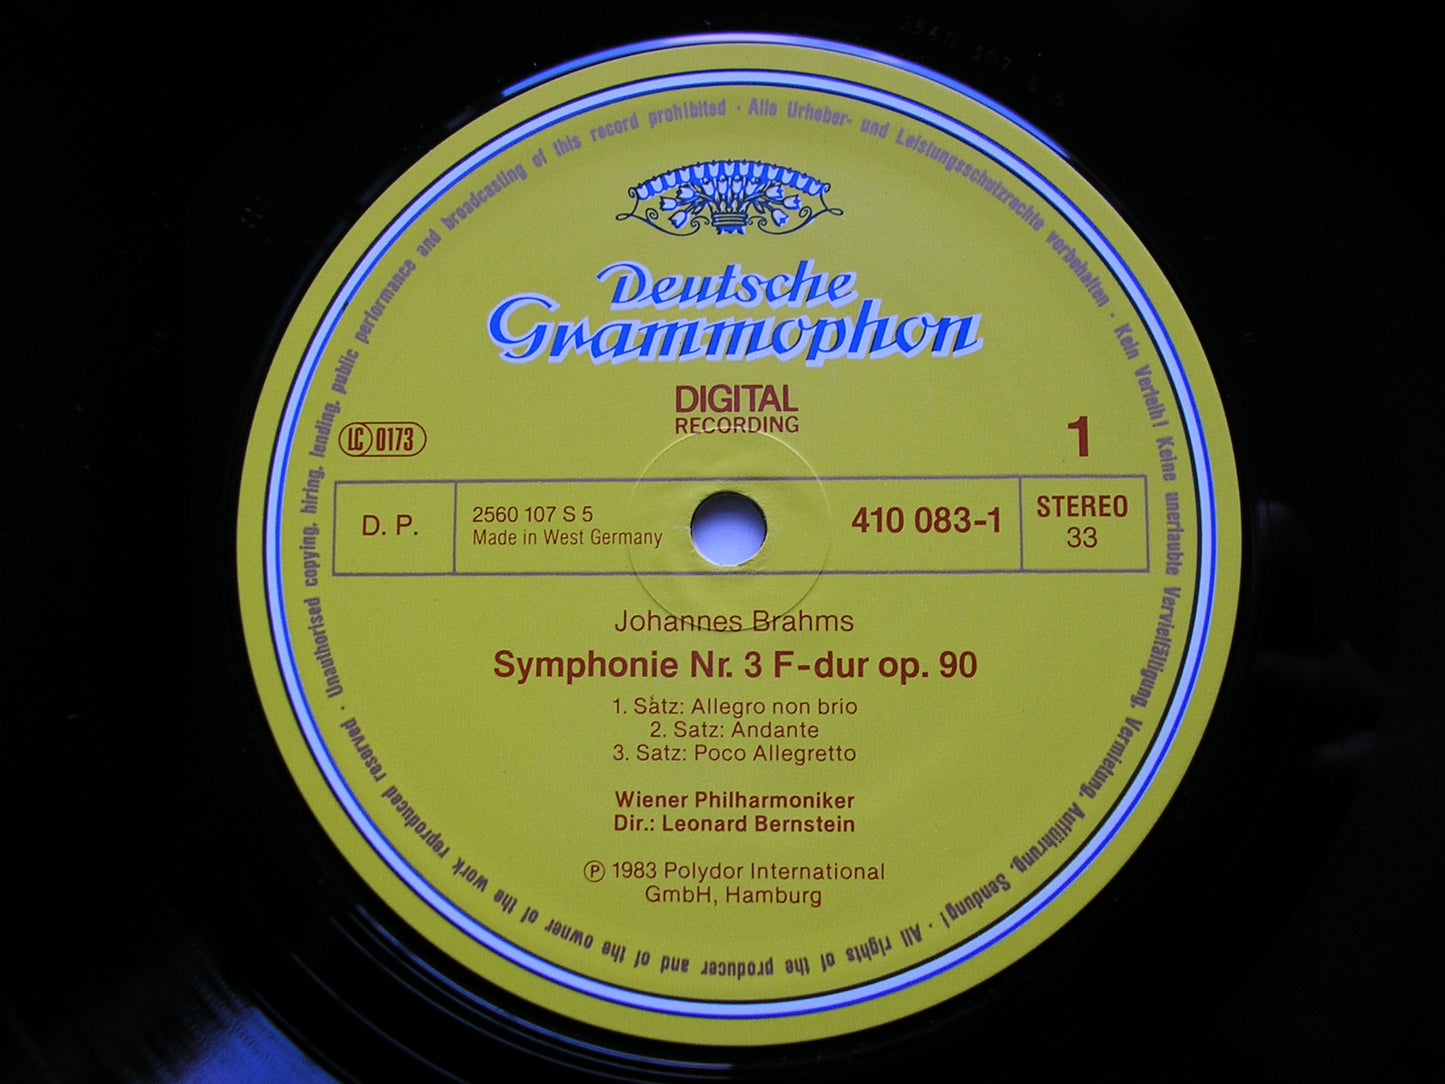 Deutsche
Grammophon
DIGITAL
RECORDING
LC 0173
1
D. P.
2560 107 S 5
Made in West Germany
410 083-1
STEREO
33
Johannes Brahms
Symphonie Nr. 3 F-dur op. 90
1. Satz: Allegro non brio
2. Satz: Andante
3. Satz: Poco Allegretto
Wiener Philharmoniker
Dir.: Leonard Bernstein
℗ 1983 Polydor International
GmbH, Hamburg
Alle Urheber- und Leistungsschutzrechte vorbehalten · Kein Verleih! Keine unerlaubte Vervielfältigung, Vermietung, Aufführung, Sendung! · All rights of the producer and of the owner of the work reproduced reserved · Unauthorised copying, hiring, lending, public performance and broadcasting of this record prohibited ·
2560 107 S 5